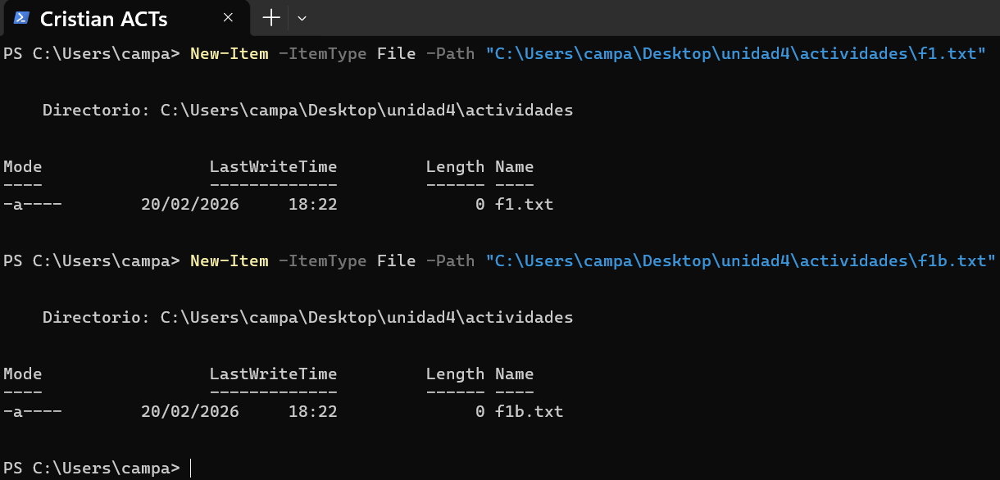 Cristian ACTs
PS C:\Users\campa> New-Item -ItemType File -Path "C:\Users\campa\Desktop\unidad4\actividades\f1.txt"
    Directorio: C:\Users\campa\Desktop\unidad4\actividades
Mode                 LastWriteTime         Length Name
----                 -------------         ------ ----
-a----        20/02/2026     18:22              0 f1.txt
PS C:\Users\campa> New-Item -ItemType File -Path "C:\Users\campa\Desktop\unidad4\actividades\f1b.txt"
    Directorio: C:\Users\campa\Desktop\unidad4\actividades
Mode                 LastWriteTime         Length Name
----                 -------------         ------ ----
-a----        20/02/2026     18:22              0 f1b.txt
PS C:\Users\campa>